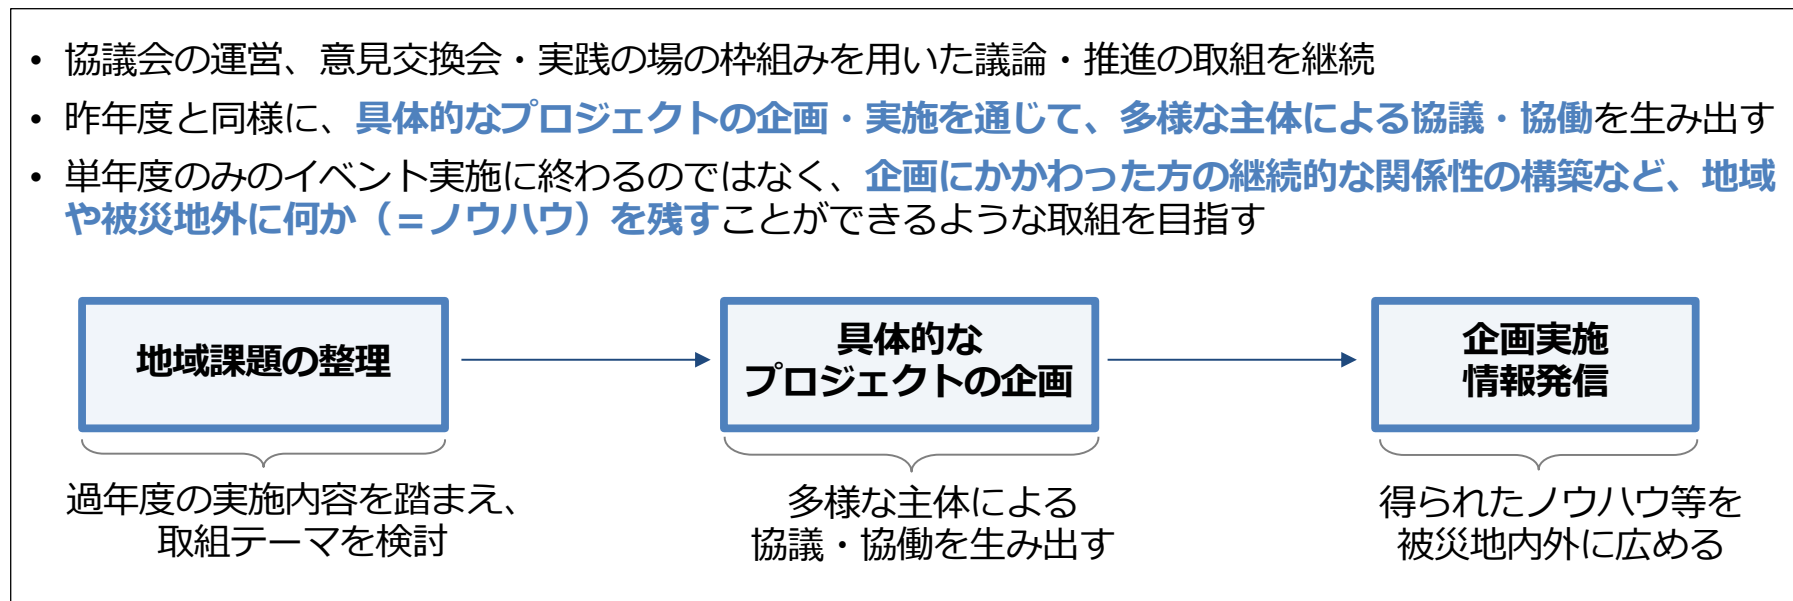 • 協議会の運営、意見交換会・実践の場の枠組みを用いた議論・推進の取組を継続
• 昨年度と同様に、具体的なプロジェクトの企画・実施を通じて、多様な主体による協議・協働を生み出す
• 単年度のみのイベント実施に終わるのではなく、企画にかかわった方の継続的な関係性の構築など、地域
や被災地外に何か（＝ノウハウ）を残すことができるような取組を目指す
地域課題の整理
具体的な
プロジェクトの企画
企画実施
情報発信
過年度の実施内容を踏まえ、
取組テーマを検討
多様な主体による
協議・協働を生み出す
得られたノウハウ等を
被災地内外に広める